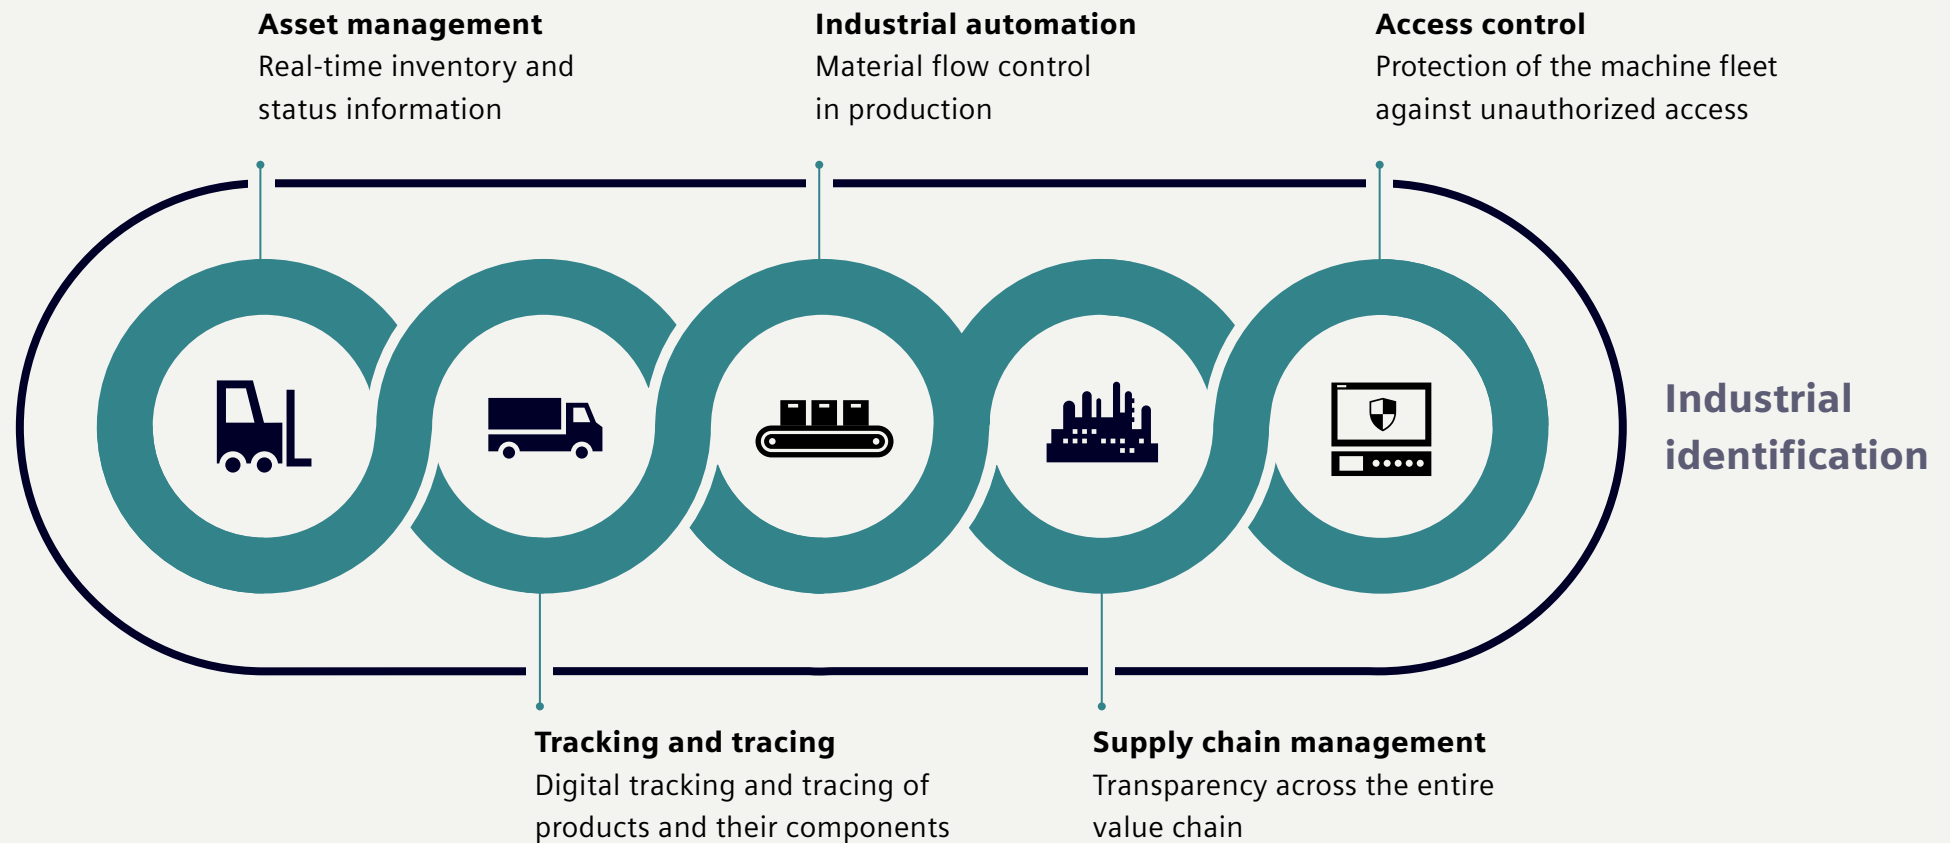 Asset management
Real-time inventory and
status information
Industrial automation
Material flow control
in production
Access control
Protection of the machine fleet
against unauthorized access
Industrial
identification
Tracking and tracing
Digital tracking and tracing of
products and their components
Supply chain management
Transparency across the entire
value chain